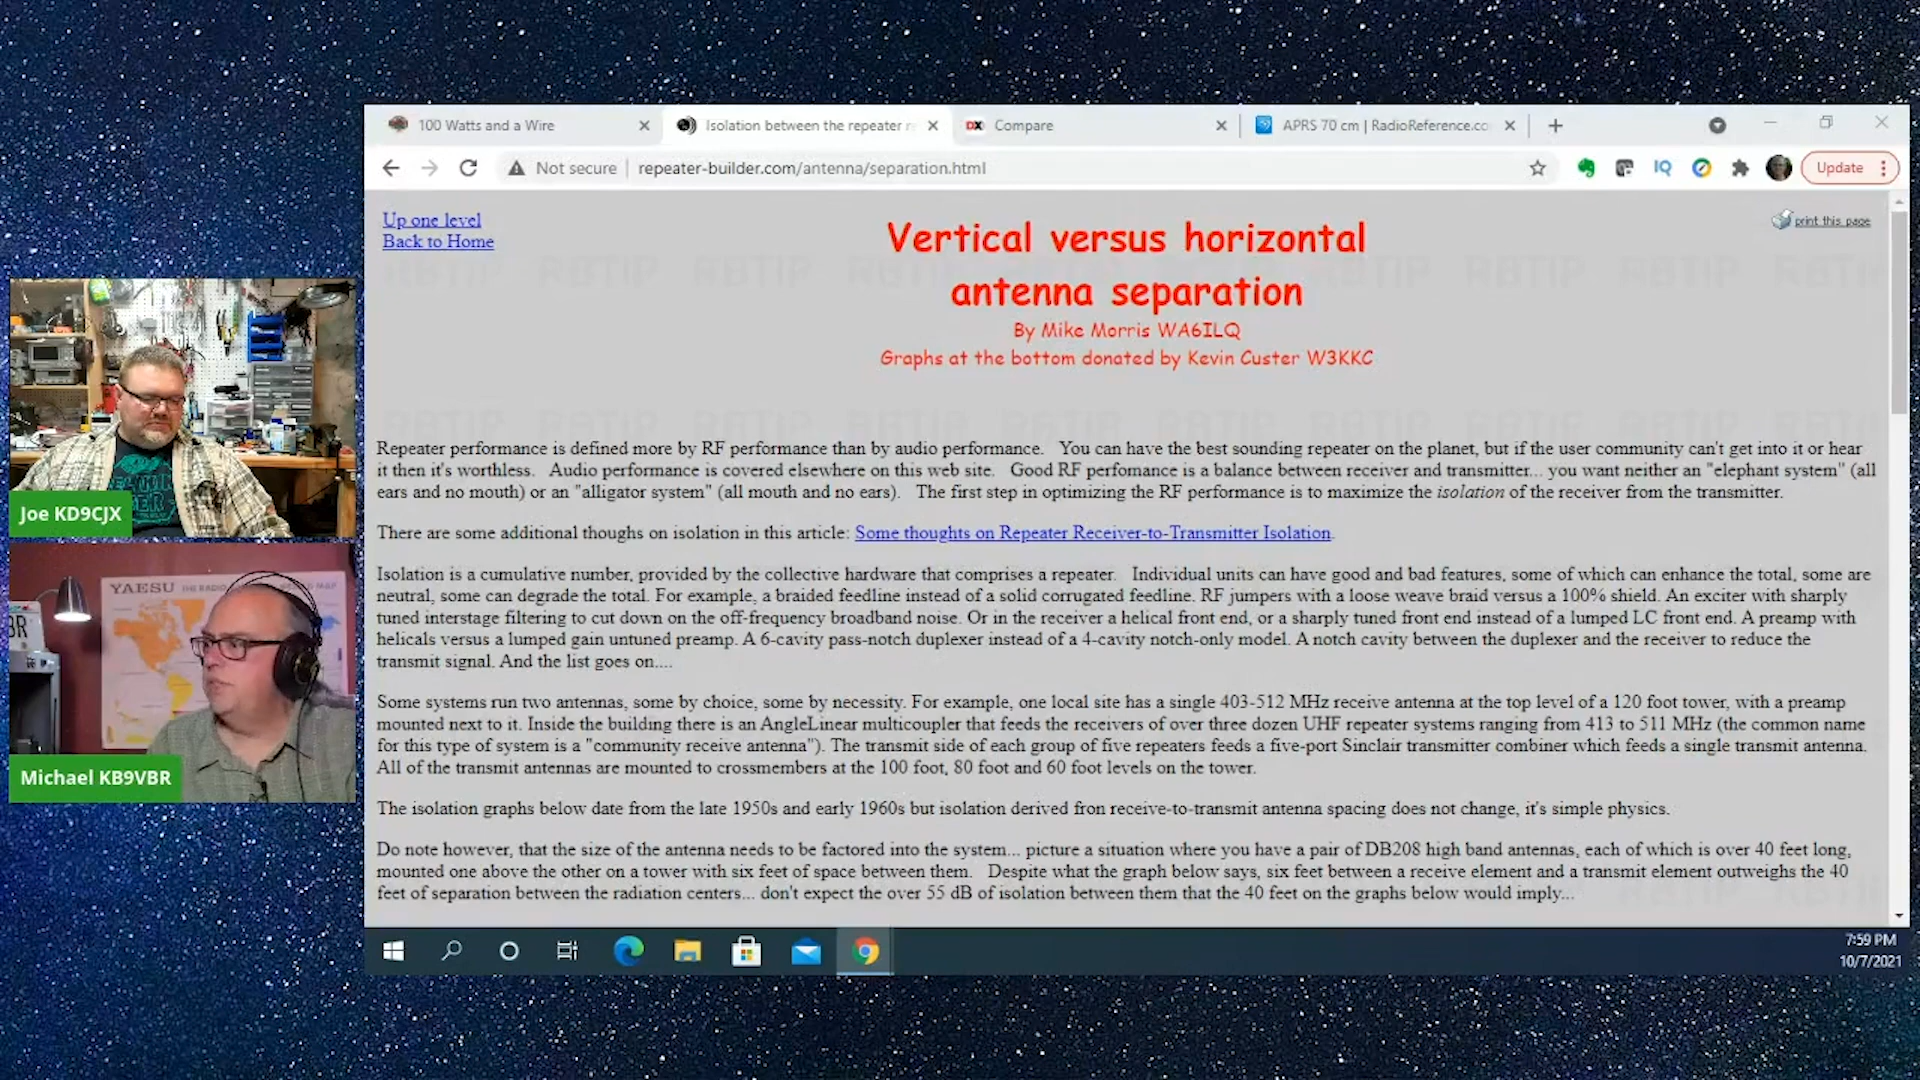 100 Watts and a Wire
Isolation between the repeater r
DX Compare
APRS 70 cm | RadioReference.co
Not secure | repeater-builder.com/antenna/separation.html
IQ
Update
Up one level
Back to Home
print this page
Vertical versus horizontal
antenna separation
By Mike Morris WA6ILQ
Graphs at the bottom donated by Kevin Custer W3KKC
Repeater performance is defined more by RF performance than by audio performance. You can have the best sounding repeater on the planet, but if the user community can't get into it or hear
it then it's worthless. Audio performance is covered elsewhere on this web site. Good RF perfomance is a balance between receiver and transmitter... you want neither an "elephant system" (all
ears and no mouth) or an "alligator system" (all mouth and no ears). The first step in optimizing the RF performance is to maximize the isolation of the receiver from the transmitter.
There are some additional thoughs on isolation in this article: Some thoughts on Repeater Receiver-to-Transmitter Isolation.
Isolation is a cumulative number, provided by the collective hardware that comprises a repeater. Individual units can have good and bad features, some of which can enhance the total, some are
neutral, some can degrade the total. For example, a braided feedline instead of a solid corrugated feedline. RF jumpers with a loose weave braid versus a 100% shield. An exciter with sharply
tuned interstage filtering to cut down on the off-frequency broadband noise. Or in the receiver a helical front end, or a sharply tuned front end instead of a lumped LC front end. A preamp with
helicals versus a lumped gain untuned preamp. A 6-cavity pass-notch duplexer instead of a 4-cavity notch-only model. A notch cavity between the duplexer and the receiver to reduce the
transmit signal. And the list goes on....
Some systems run two antennas, some by choice, some by necessity. For example, one local site has a single 403-512 MHz receive antenna at the top level of a 120 foot tower, with a preamp
mounted next to it. Inside the building there is an AngleLinear multicoupler that feeds the receivers of over three dozen UHF repeater systems ranging from 413 to 511 MHz (the common name
for this type of system is a "community receive antenna"). The transmit side of each group of five repeaters feeds a five-port Sinclair transmitter combiner which feeds a single transmit antenna.
All of the transmit antennas are mounted to crossmembers at the 100 foot, 80 foot and 60 foot levels on the tower.
The isolation graphs below date from the late 1950s and early 1960s but isolation derived fron receive-to-transmit antenna spacing does not change, it's simple physics.
Do note however, that the size of the antenna needs to be factored into the system... picture a situation where you have a pair of DB208 high band antennas, each of which is over 40 feet long,
mounted one above the other on a tower with six feet of space between them. Despite what the graph below says, six feet between a receive element and a transmit element outweighs the 40
feet of separation between the radiation centers... don't expect the over 55 dB of isolation between them that the 40 feet on the graphs below would imply...
Joe KD9CJX
YAESU THE RADIO
Michael KB9VBR
7:59 PM
10/7/2021